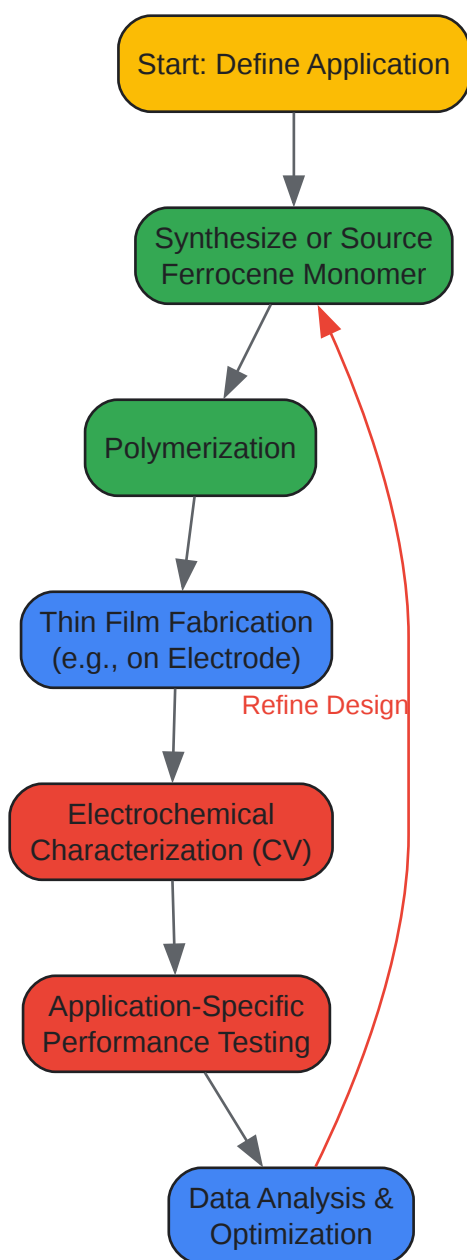 Start: Define Application
Synthesize or Source
Ferrocene Monomer
Polymerization
Thin Film Fabrication
(e.g., on Electrode)
Refine Design
Electrochemical
Characterization (CV)
Application-Specific
Performance Testing
Data Analysis &
Optimization